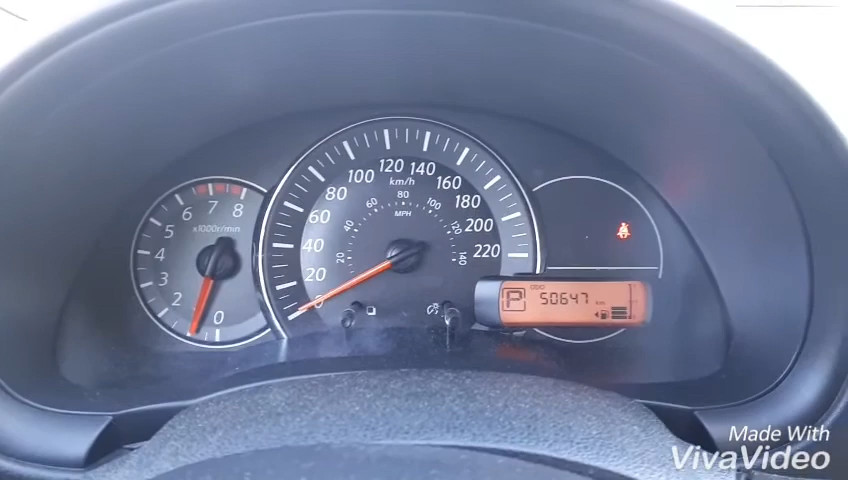 120 140
100 km/h 160
80 80
60 100
60 MPH 180
40 120 200
40
20 140 220
20
0
6 7 8
5
x1000r/min
4
3
2
1
0
ODO
P 50647 km
Made With
VivaVideo